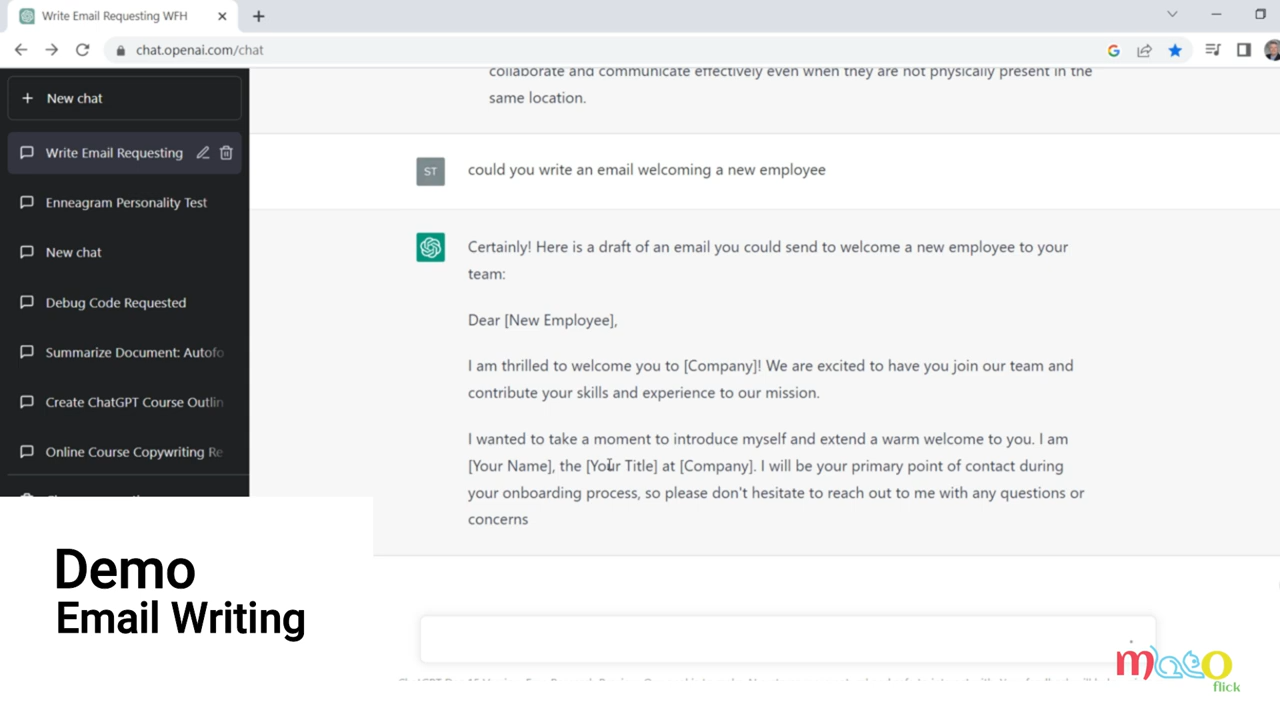 Write Email Requesting WFH
chat.openai.com/chat
New chat
Write Email Requesting
Enneagram Personality Test
New chat
Debug Code Requested
Summarize Document: Autofo
Create ChatGPT Course Outlin
Online Course Copywriting Re
collaborate and communicate effectively even when they are not physically present in the
same location.
ST
could you write an email welcoming a new employee
Certainly! Here is a draft of an email you could send to welcome a new employee to your
team:
Dear [New Employee],
I am thrilled to welcome you to [Company]! We are excited to have you join our team and
contribute your skills and experience to our mission.
I wanted to take a moment to introduce myself and extend a warm welcome to you. I am
[Your Name], the [Your Title] at [Company]. I will be your primary point of contact during
your onboarding process, so please don't hesitate to reach out to me with any questions or
concerns
Demo
Email Writing
flick